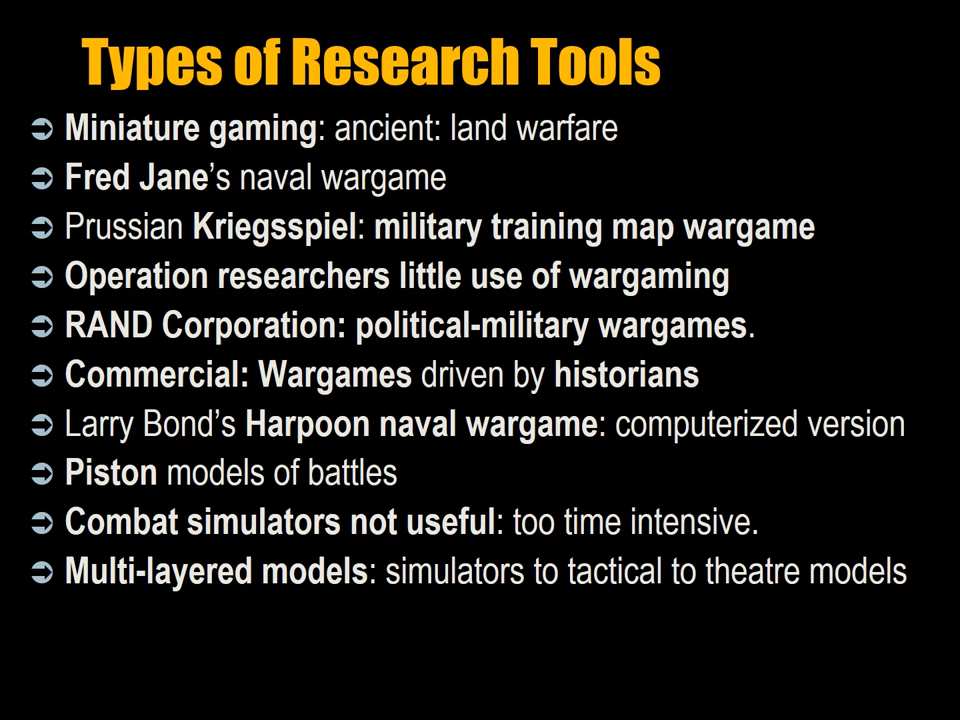 Types of Research Tools
Miniature gaming: ancient: land warfare
Fred Jane's naval wargame
Prussian Kriegsspiel: military training map wargame
Operation researchers little use of wargaming
RAND Corporation: political-military wargames.
Commercial: Wargames driven by historians
Larry Bond's Harpoon naval wargame: computerized version
Piston models of battles
Combat simulators not useful: too time intensive.
Multi-layered models: simulators to tactical to theatre models